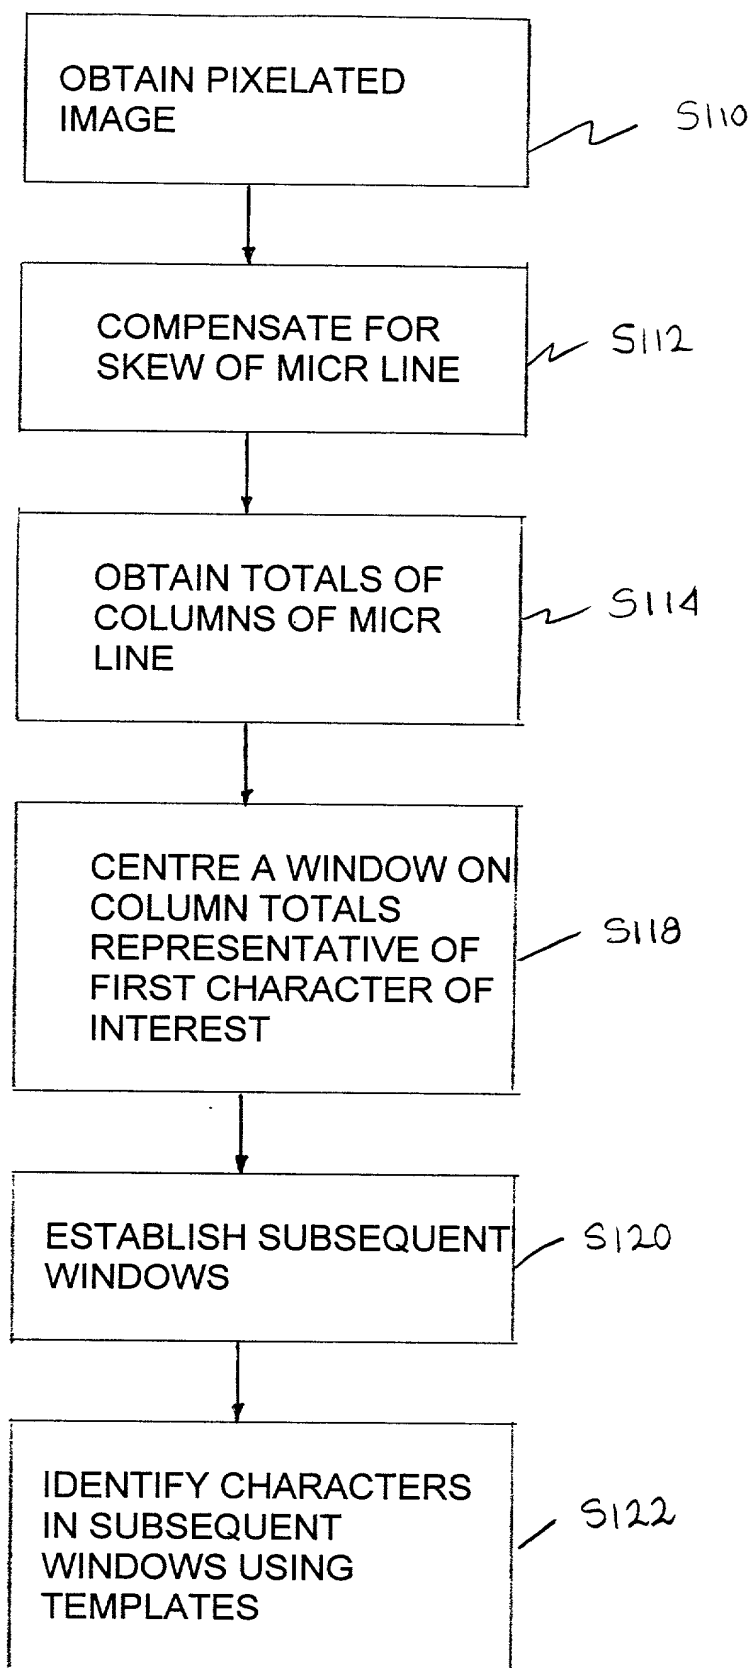 OBTAIN PIXELATED
IMAGE
S110
COMPENSATE FOR
SKEW OF MICR LINE
S112
OBTAIN TOTALS OF
COLUMNS OF MICR
LINE
S114
CENTRE A WINDOW ON
COLUMN TOTALS
REPRESENTATIVE OF
FIRST CHARACTER OF
INTEREST
S118
ESTABLISH SUBSEQUENT
WINDOWS
S120
IDENTIFY CHARACTERS
IN SUBSEQUENT
WINDOWS USING
TEMPLATES
S122